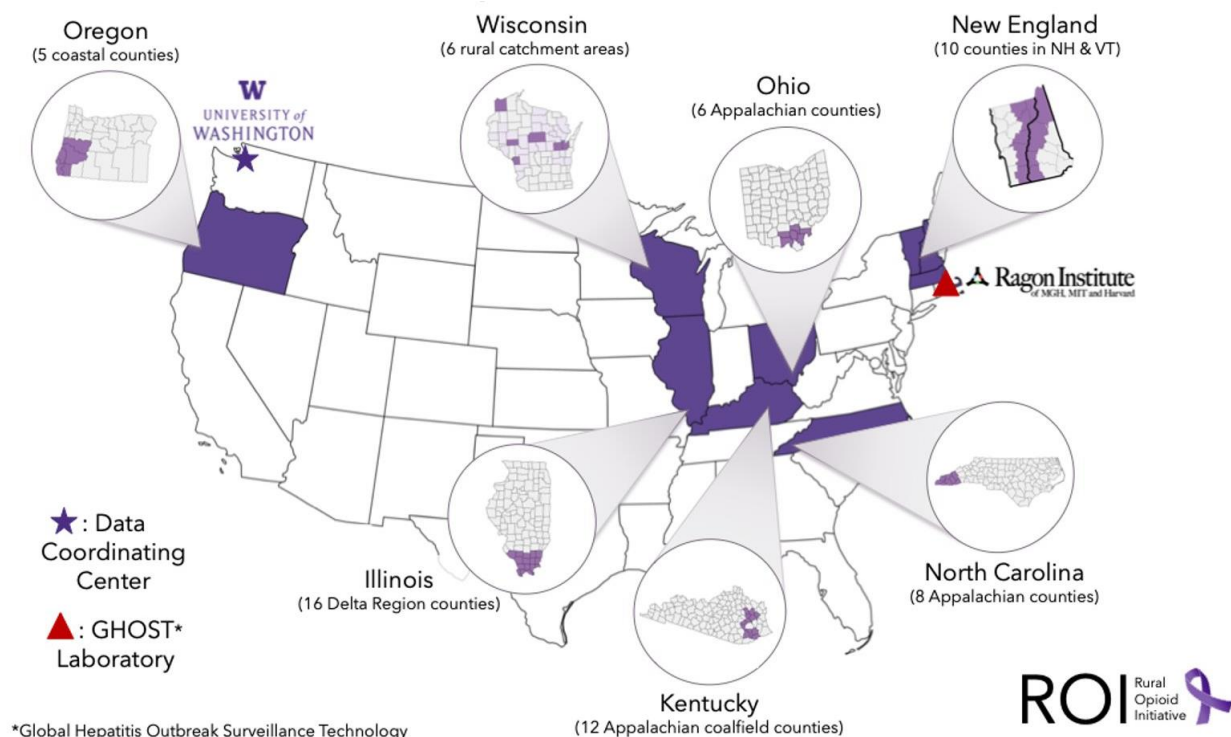 Oregon
(5 coastal counties)
Wisconsin
(6 rural catchment areas)
New England
(10 counties in NH & VT)
Ohio
(6 Appalachian counties)
W
UNIVERSITY of
WASHINGTON
Ragon Institute
of MGH, MIT and Harvard
★: Data
Coordinating
Center
▲: GHOST*
Laboratory
Illinois
(16 Delta Region counties)
North Carolina
(8 Appalachian counties)
Kentucky
(12 Appalachian coalfield counties)
ROI
Rural
Opioid
Initiative
*Global Hepatitis Outbreak Surveillance Technology